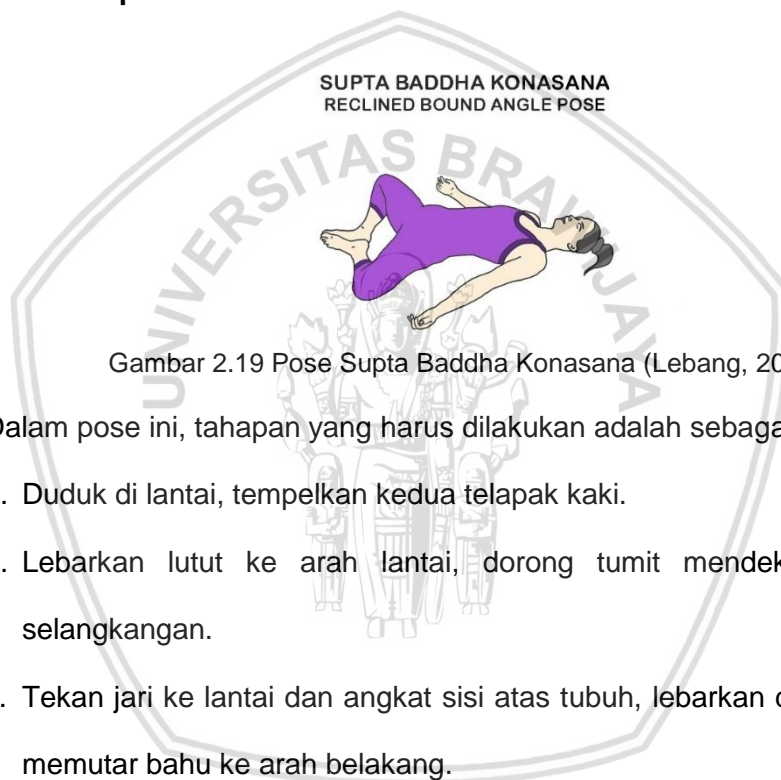 SUPTA BADDHA KONASANA
RECLINED BOUND ANGLE POSE
UNIVERSITAS BRAWIJAYA
Gambar 2.19 Pose Supta Baddha Konasana (Lebang, 20
Dalam pose ini, tahapan yang harus dilakukan adalah sebaga
. Duduk di lantai, tempelkan kedua telapak kaki.
. Lebarkan lutut ke arah lantai, dorong tumit mendek
selangkangan.
. Tekan jari ke lantai dan angkat sisi atas tubuh, lebarkan
memutar bahu ke arah belakang.